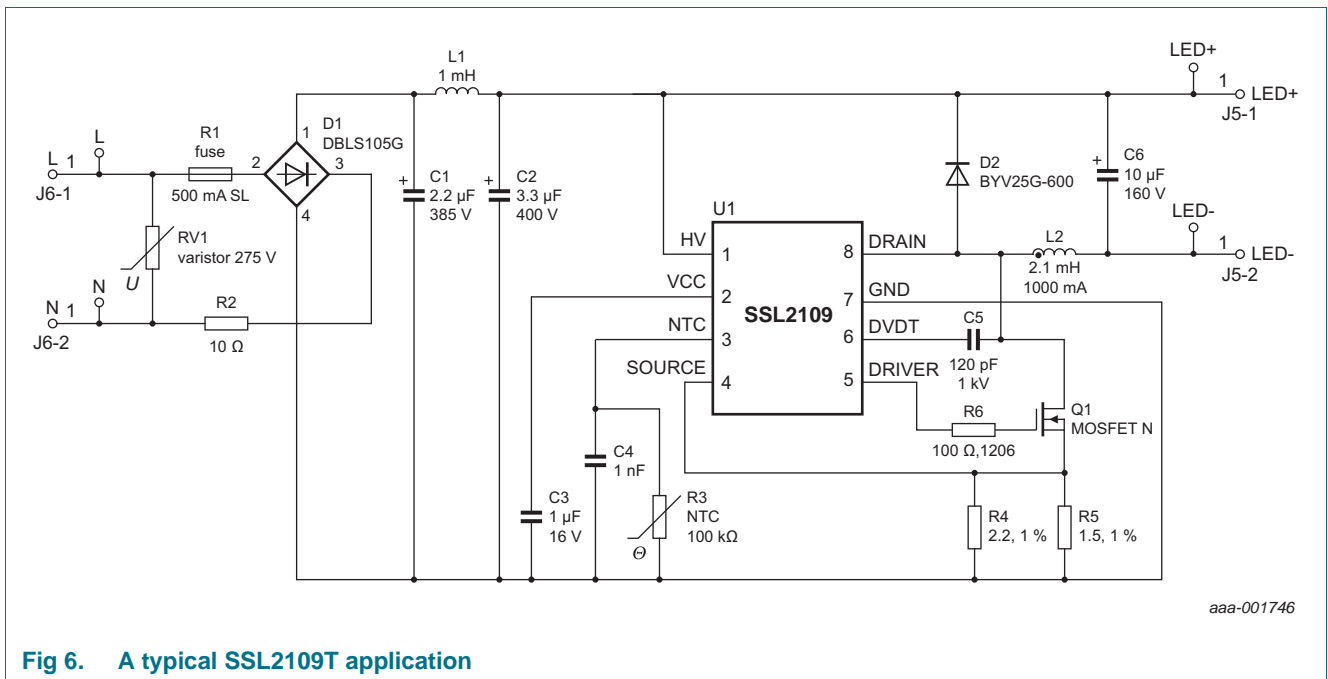 L1
1 mH
LED+
1
LED+
J5-1
D1
DBLS105G
R1
fuse
500 mA SL
L
L
1
J6-1
1
2
3
4
RV1
varistor 275 V
U
N
N
1
J6-2
R2
10 Ω
+
C1
2.2 µF
385 V
+
C2
3.3 µF
400 V
D2
BYV25G-600
+
C6
10 µF
160 V
LED-
1
LED-
J5-2
L2
2.1 mH
1000 mA
U1
SSL2109
HV
1
VCC
2
NTC
3
SOURCE
4
8
DRAIN
7
GND
6
DVDT
5
DRIVER
C5
120 pF
1 kV
R6
100 Ω,1206
Q1
MOSFET N
C4
1 nF
C3
1 µF
16 V
R3
NTC
100 kΩ
Θ
R4
2.2, 1 %
R5
1.5, 1 %
aaa-001746
Fig 6. A typical SSL2109T application